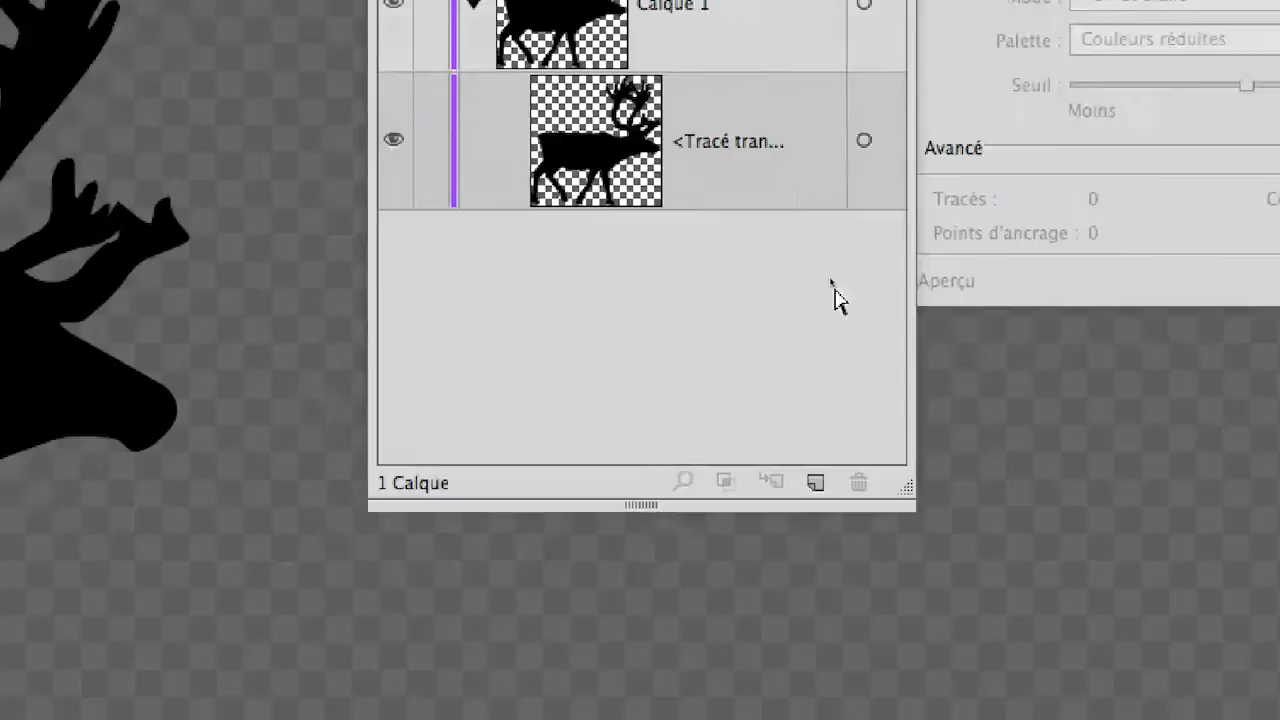 Calque 1
<Tracé tran...
1 Calque
Palette :
Couleurs réduites
Seuil :
Moins
Avancé
Tracés :
0
Points d'ancrage :
0
Aperçu